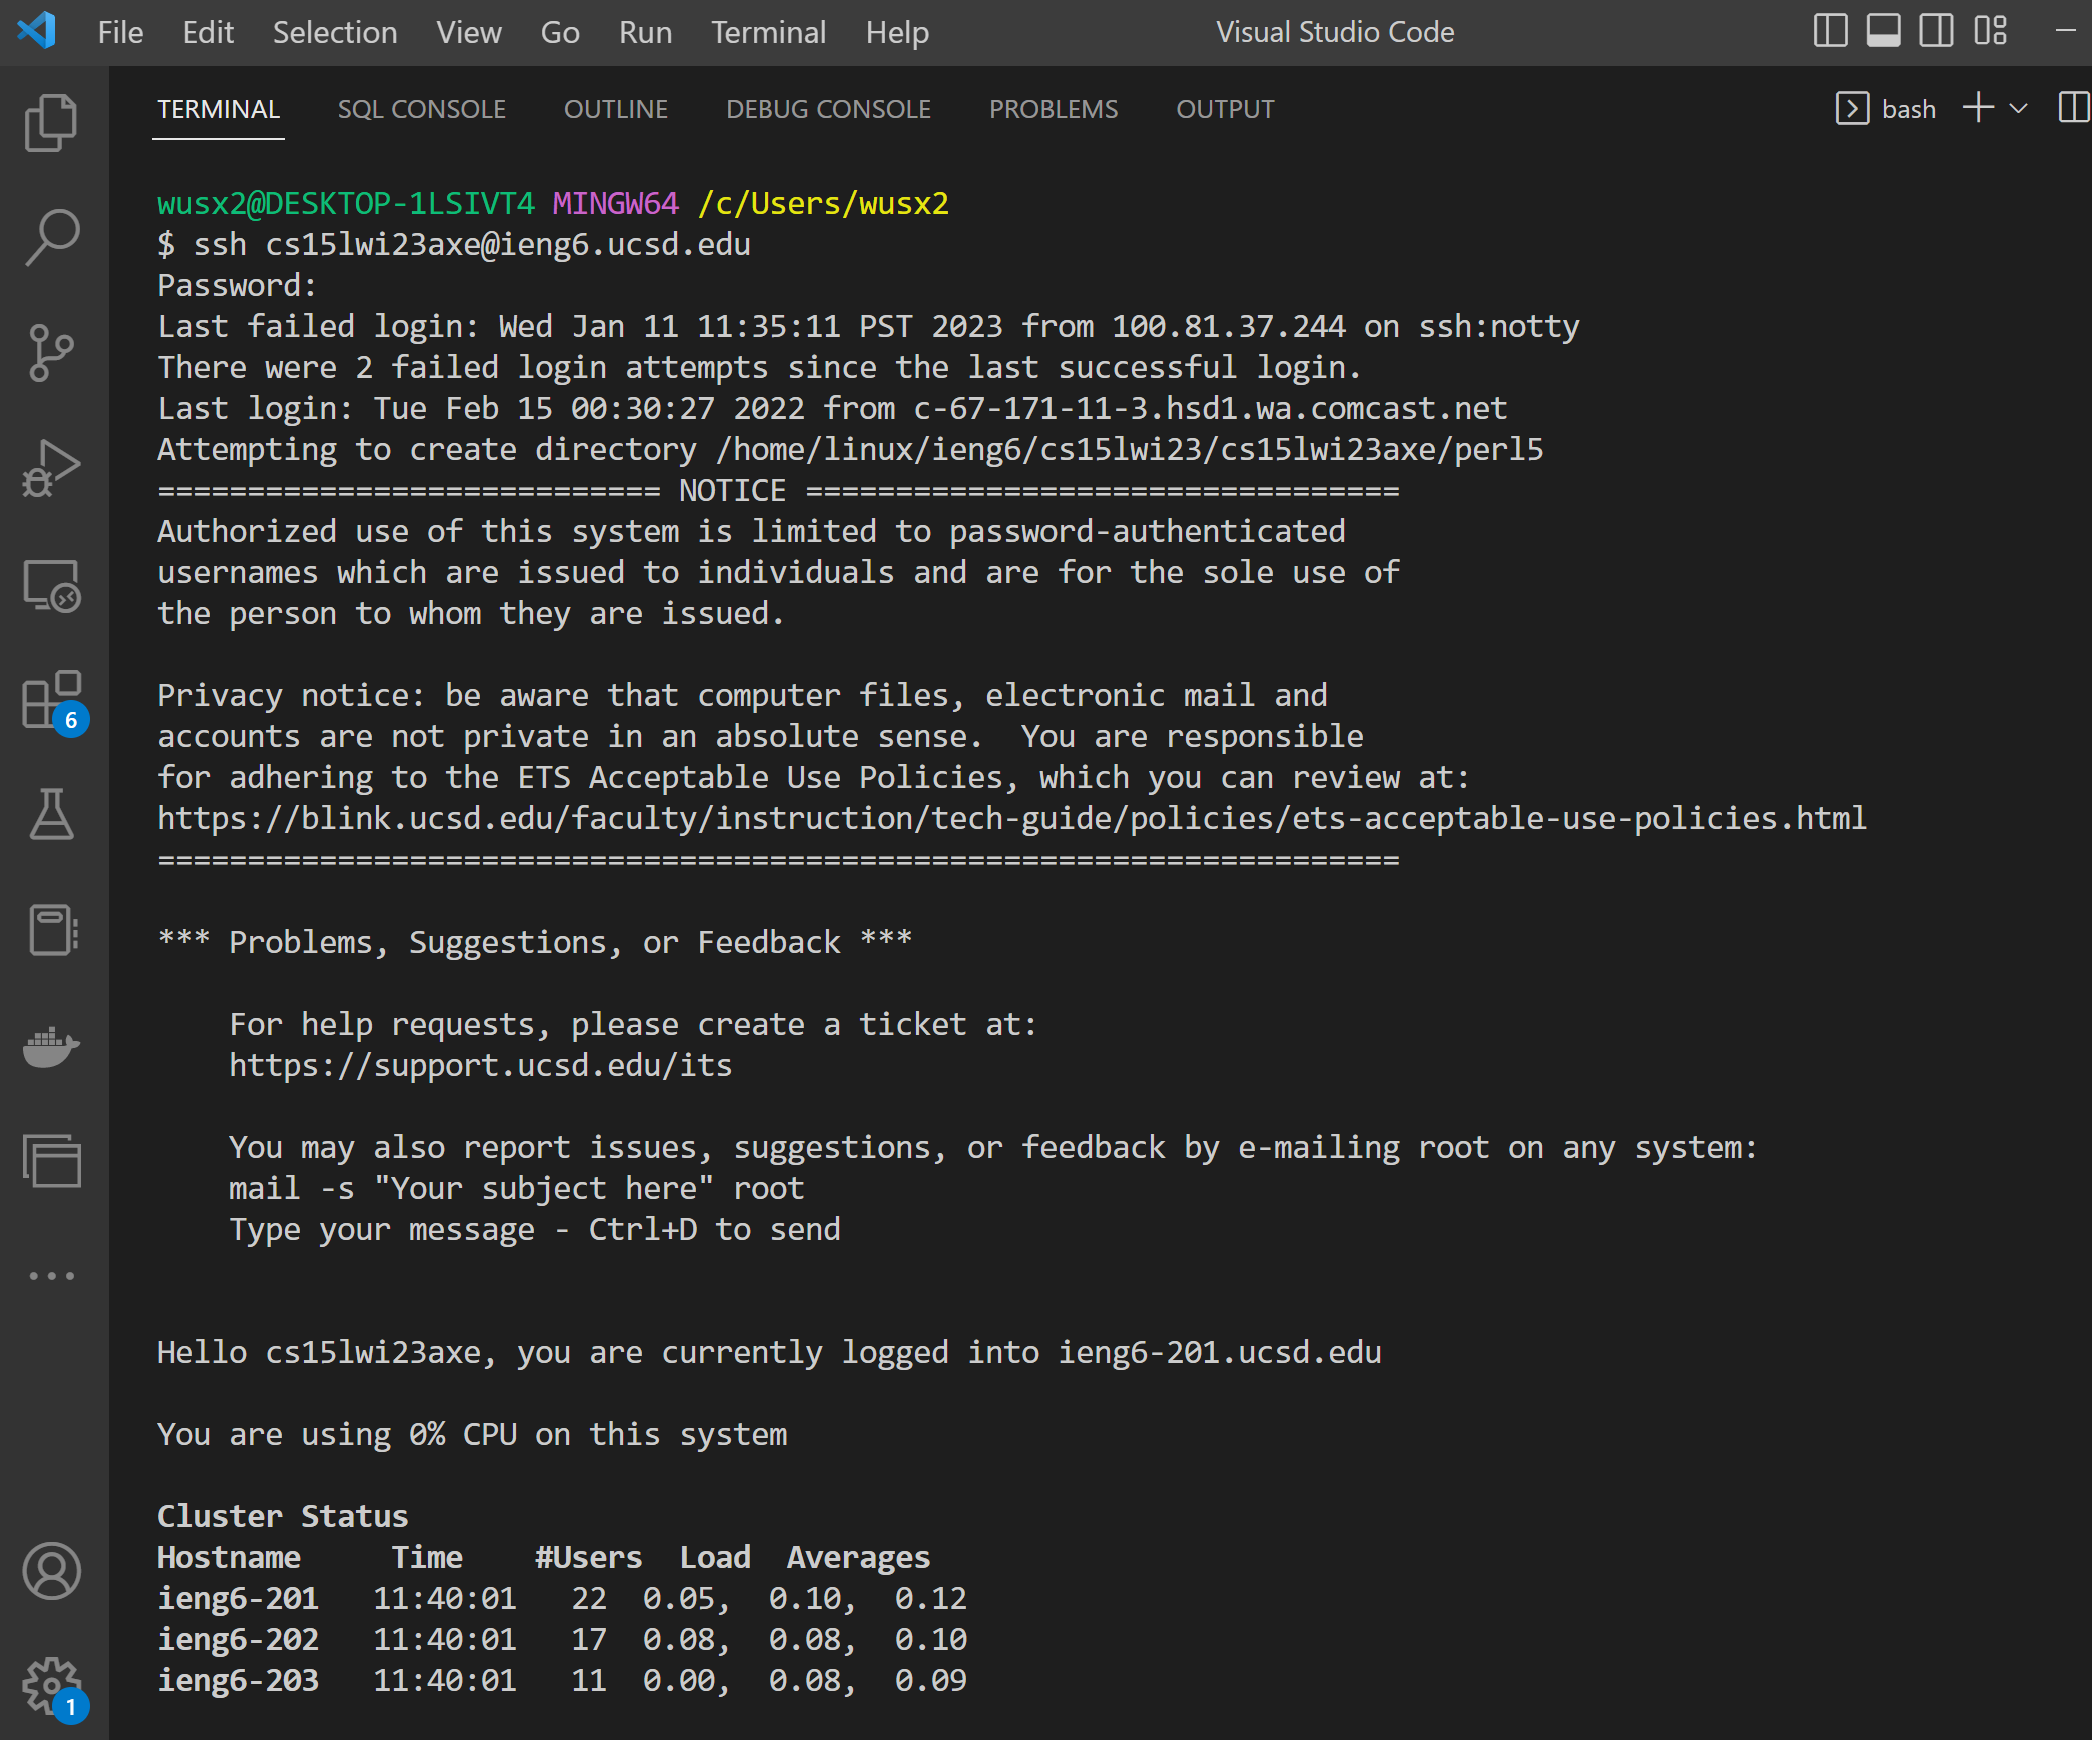 File Edit Selection View Go Run Terminal Help Visual Studio Code
TERMINAL SQL CONSOLE OUTLINE DEBUG CONSOLE PROBLEMS OUTPUT bash
wusx2@DESKTOP-1LSIVT4 MINGW64 /c/Users/wusx2
$ ssh cs15lwi23axe@ieng6.ucsd.edu
Password:
Last failed login: Wed Jan 11 11:35:11 PST 2023 from 100.81.37.244 on ssh:notty
There were 2 failed login attempts since the last successful login.
Last login: Tue Feb 15 00:30:27 2022 from c-67-171-11-3.hsd1.wa.comcast.net
Attempting to create directory /home/linux/ieng6/cs15lwi23/cs15lwi23axe/perl5
============================ NOTICE =================================
Authorized use of this system is limited to password-authenticated
usernames which are issued to individuals and are for the sole use of
the person to whom they are issued.
Privacy notice: be aware that computer files, electronic mail and
accounts are not private in an absolute sense.  You are responsible
for adhering to the ETS Acceptable Use Policies, which you can review at:
https://blink.ucsd.edu/faculty/instruction/tech-guide/policies/ets-acceptable-use-policies.html
=====================================================================
*** Problems, Suggestions, or Feedback ***
For help requests, please create a ticket at:
https://support.ucsd.edu/its
You may also report issues, suggestions, or feedback by e-mailing root on any system:
mail -s "Your subject here" root
Type your message - Ctrl+D to send
Hello cs15lwi23axe, you are currently logged into ieng6-201.ucsd.edu
You are using 0% CPU on this system
Cluster Status
Hostname     Time    #Users  Load  Averages
ieng6-201   11:40:01   22  0.05,  0.10,  0.12
ieng6-202   11:40:01   17  0.08,  0.08,  0.10
ieng6-203   11:40:01   11  0.00,  0.08,  0.09
6
1